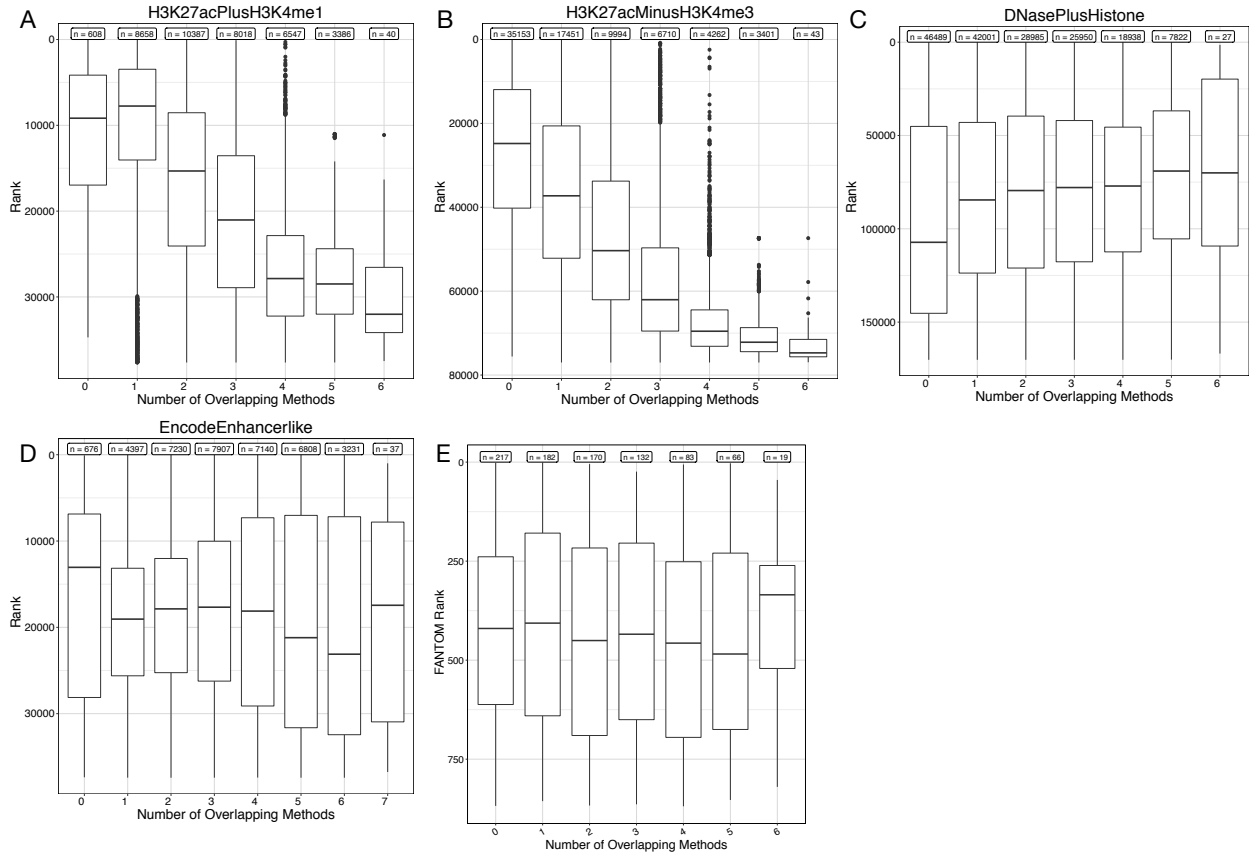 A
H3K27acPlusH3K4me1
n = 608 n = 8658 n = 10387 n = 8018 n = 6547 n = 3386 n = 40
0
10000
20000
30000
Rank
0 1 2 3 4 5 6
Number of Overlapping Methods
B
H3K27acMinusH3K4me3
n = 35153 n = 17451 n = 9994 n = 6710 n = 4262 n = 3401 n = 43
0
20000
40000
60000
80000
Rank
0 1 2 3 4 5 6
Number of Overlapping Methods
C
DNasePlusHistone
n = 46489 n = 42001 n = 28985 n = 25950 n = 18938 n = 7822 n = 27
0
50000
100000
150000
Rank
0 1 2 3 4 5 6
Number of Overlapping Methods
D
EncodeEnhancerlike
n = 676 n = 4397 n = 7230 n = 7907 n = 7140 n = 6808 n = 3231 n = 37
0
10000
20000
30000
Rank
0 1 2 3 4 5 6 7
Number of Overlapping Methods
E
n = 217 n = 182 n = 170 n = 132 n = 83 n = 66 n = 19
0
250
500
750
FANTOM Rank
0 1 2 3 4 5 6
Number of Overlapping Methods